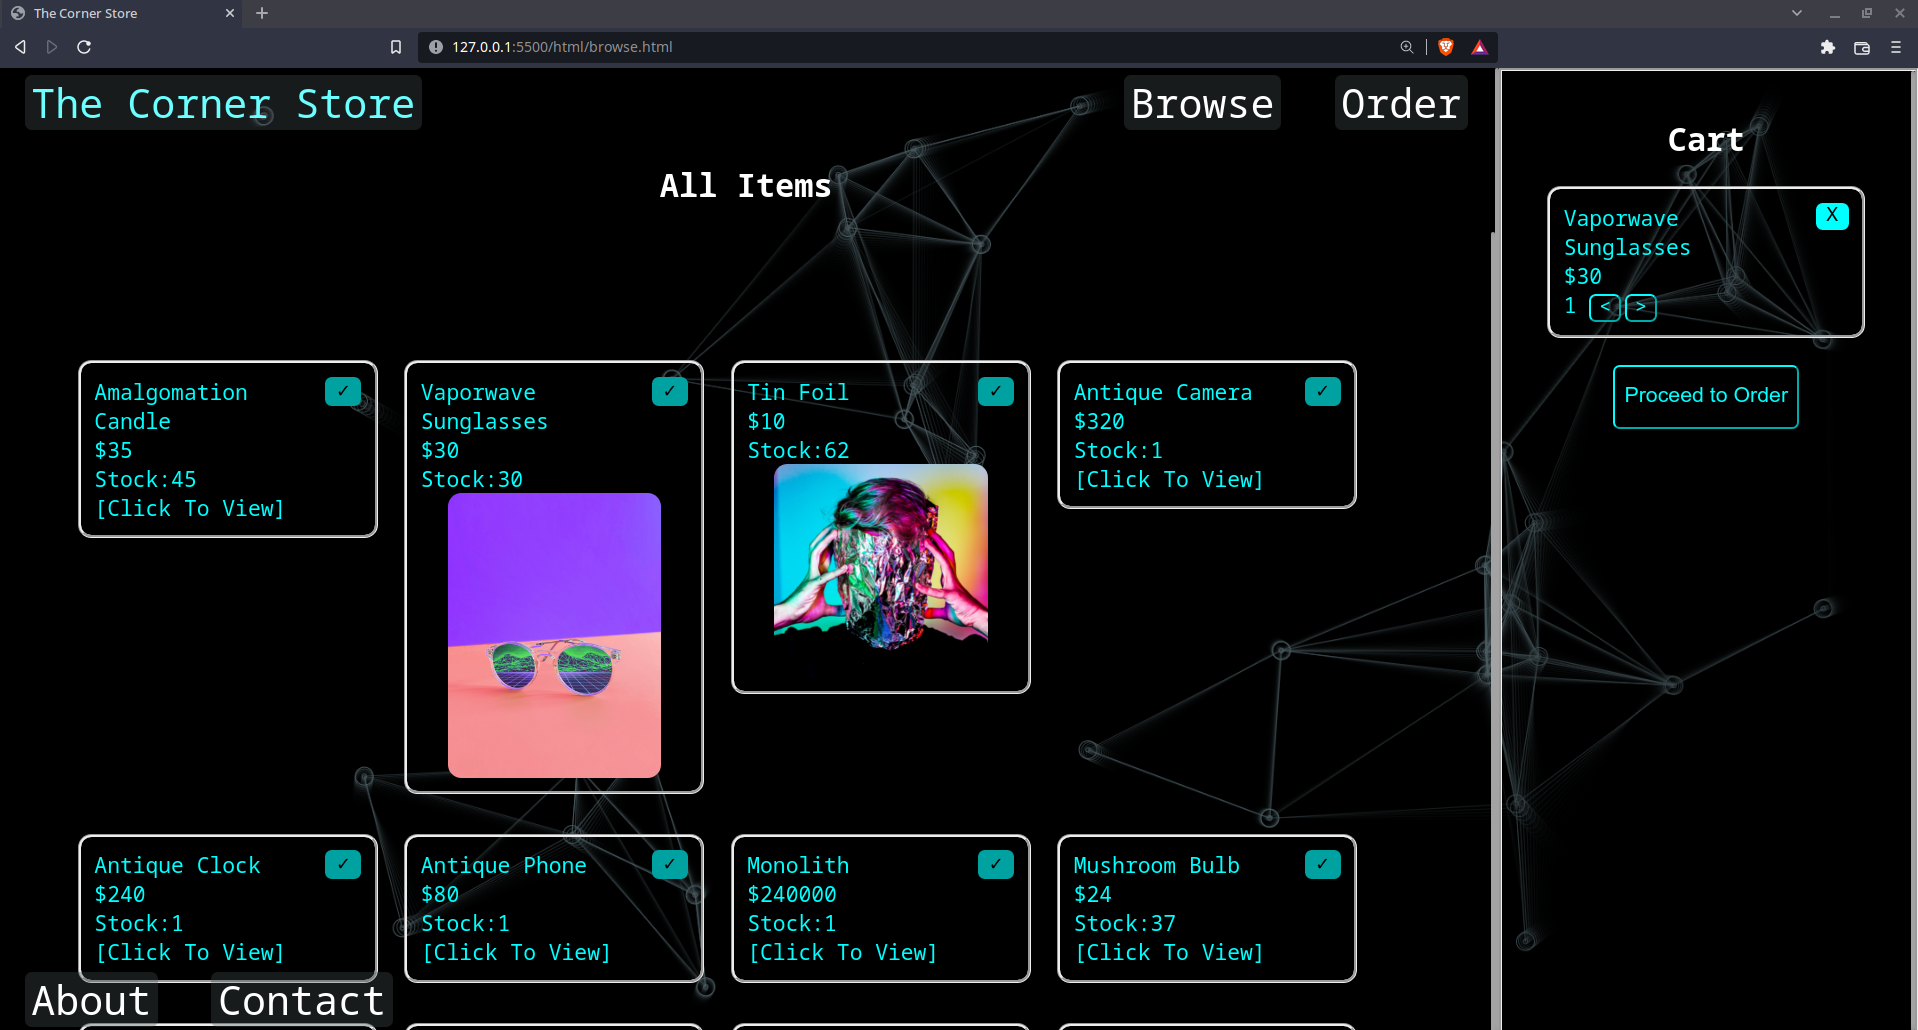 The Corner Store
127.0.0.1:5500/html/browse.html
The Corner Store
Browse
Order
All Items
Amalgomation
Candle
$35
Stock:45
[Click To View]
✓
Vaporwave
Sunglasses
$30
Stock:30
✓
Tin Foil
$10
Stock:62
✓
Antique Camera
$320
Stock:1
[Click To View]
✓
Antique Clock
$240
Stock:1
[Click To View]
✓
Antique Phone
$80
Stock:1
[Click To View]
✓
Monolith
$240000
Stock:1
[Click To View]
✓
Mushroom Bulb
$24
Stock:37
[Click To View]
✓
About
Contact
Cart
Vaporwave
Sunglasses
$30
1 < >
X
Proceed to Order